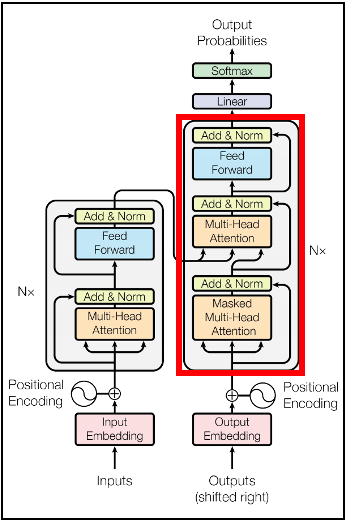 Output
Probabilities
Softmax
Linear
Add & Norm
Feed
Forward
Add & Norm
Multi-Head
Attention
Add & Norm
Masked
Multi-Head
Attention
N×
Add & Norm
Feed
Forward
N×
Add & Norm
Multi-Head
Attention
Positional
Encoding
Positional
Encoding
Input
Embedding
Output
Embedding
Inputs
Outputs
(shifted right)